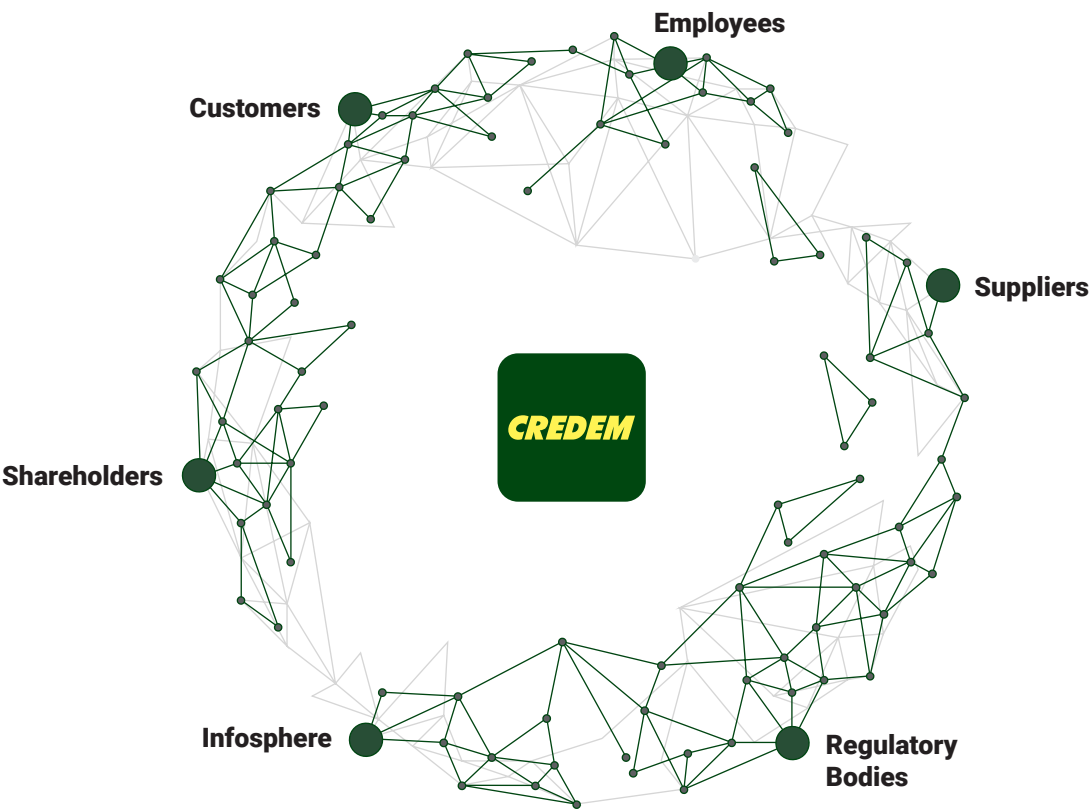 Employees
Customers
Suppliers
CREDEM
Shareholders
Infosphere
Regulatory
Bodies